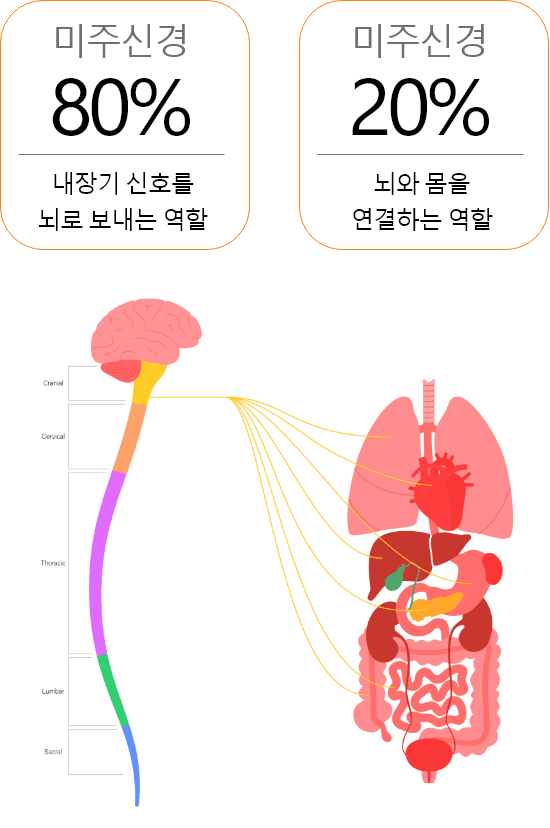 미주신경
80%
내장기 신호를
뇌로 보내는 역할
미주신경
20%
뇌와 몸을
연결하는 역할
Cranial
Cervical
Thoracic
Lumbar
Sacral